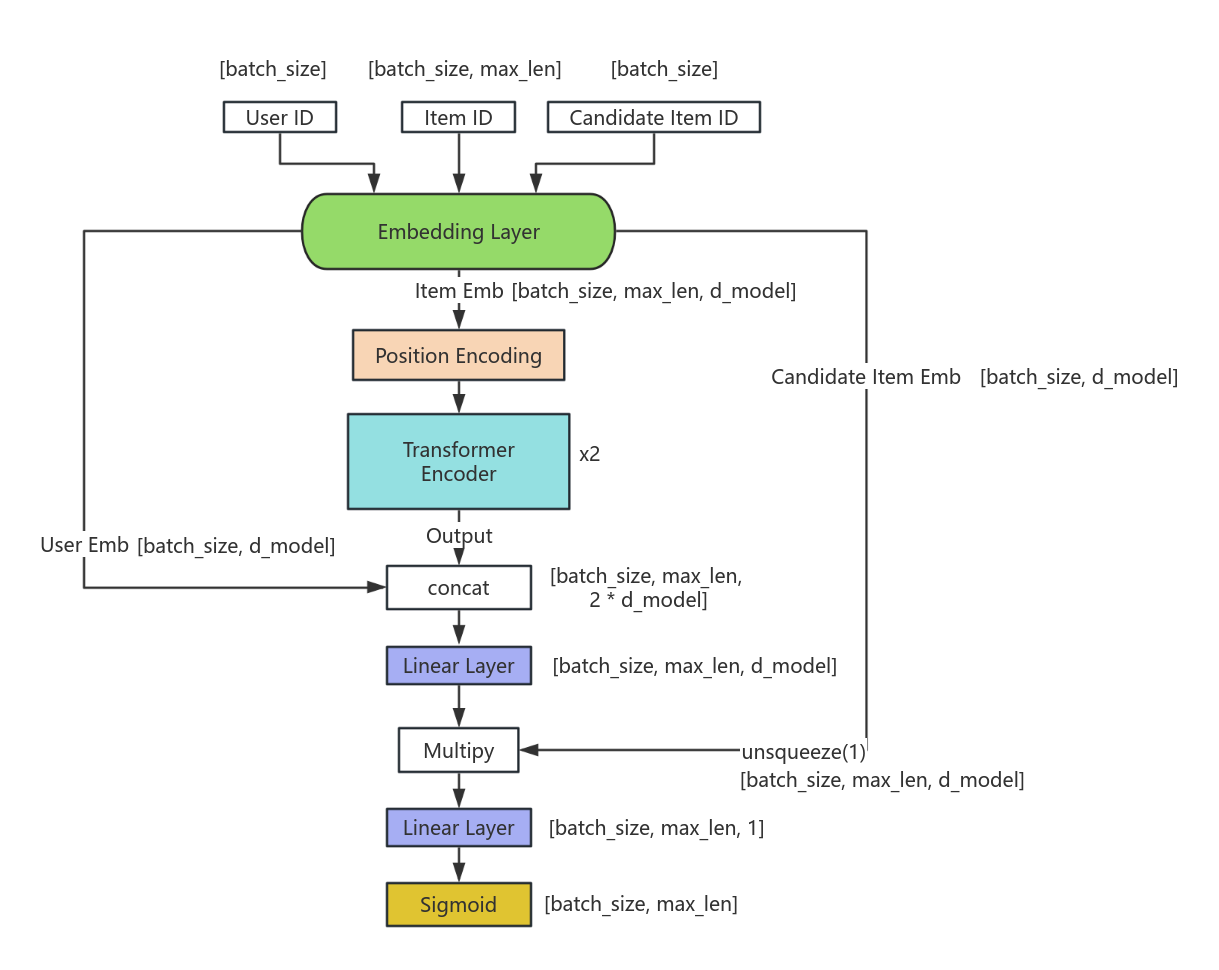 [batch_size]
[batch_size, max_len]
[batch_size]
User ID
Item ID
Candidate Item ID
Embedding Layer
Item Emb [batch_size, max_len, d_model]
Position Encoding
Candidate Item Emb [batch_size, d_model]
Transformer
Encoder
x2
Output
User Emb [batch_size, d_model]
concat
[batch_size, max_len,
2 * d_model]
Linear Layer
[batch_size, max_len, d_model]
Multipy
unsqueeze(1)
[batch_size, max_len, d_model]
Linear Layer
[batch_size, max_len, 1]
Sigmoid
[batch_size, max_len]